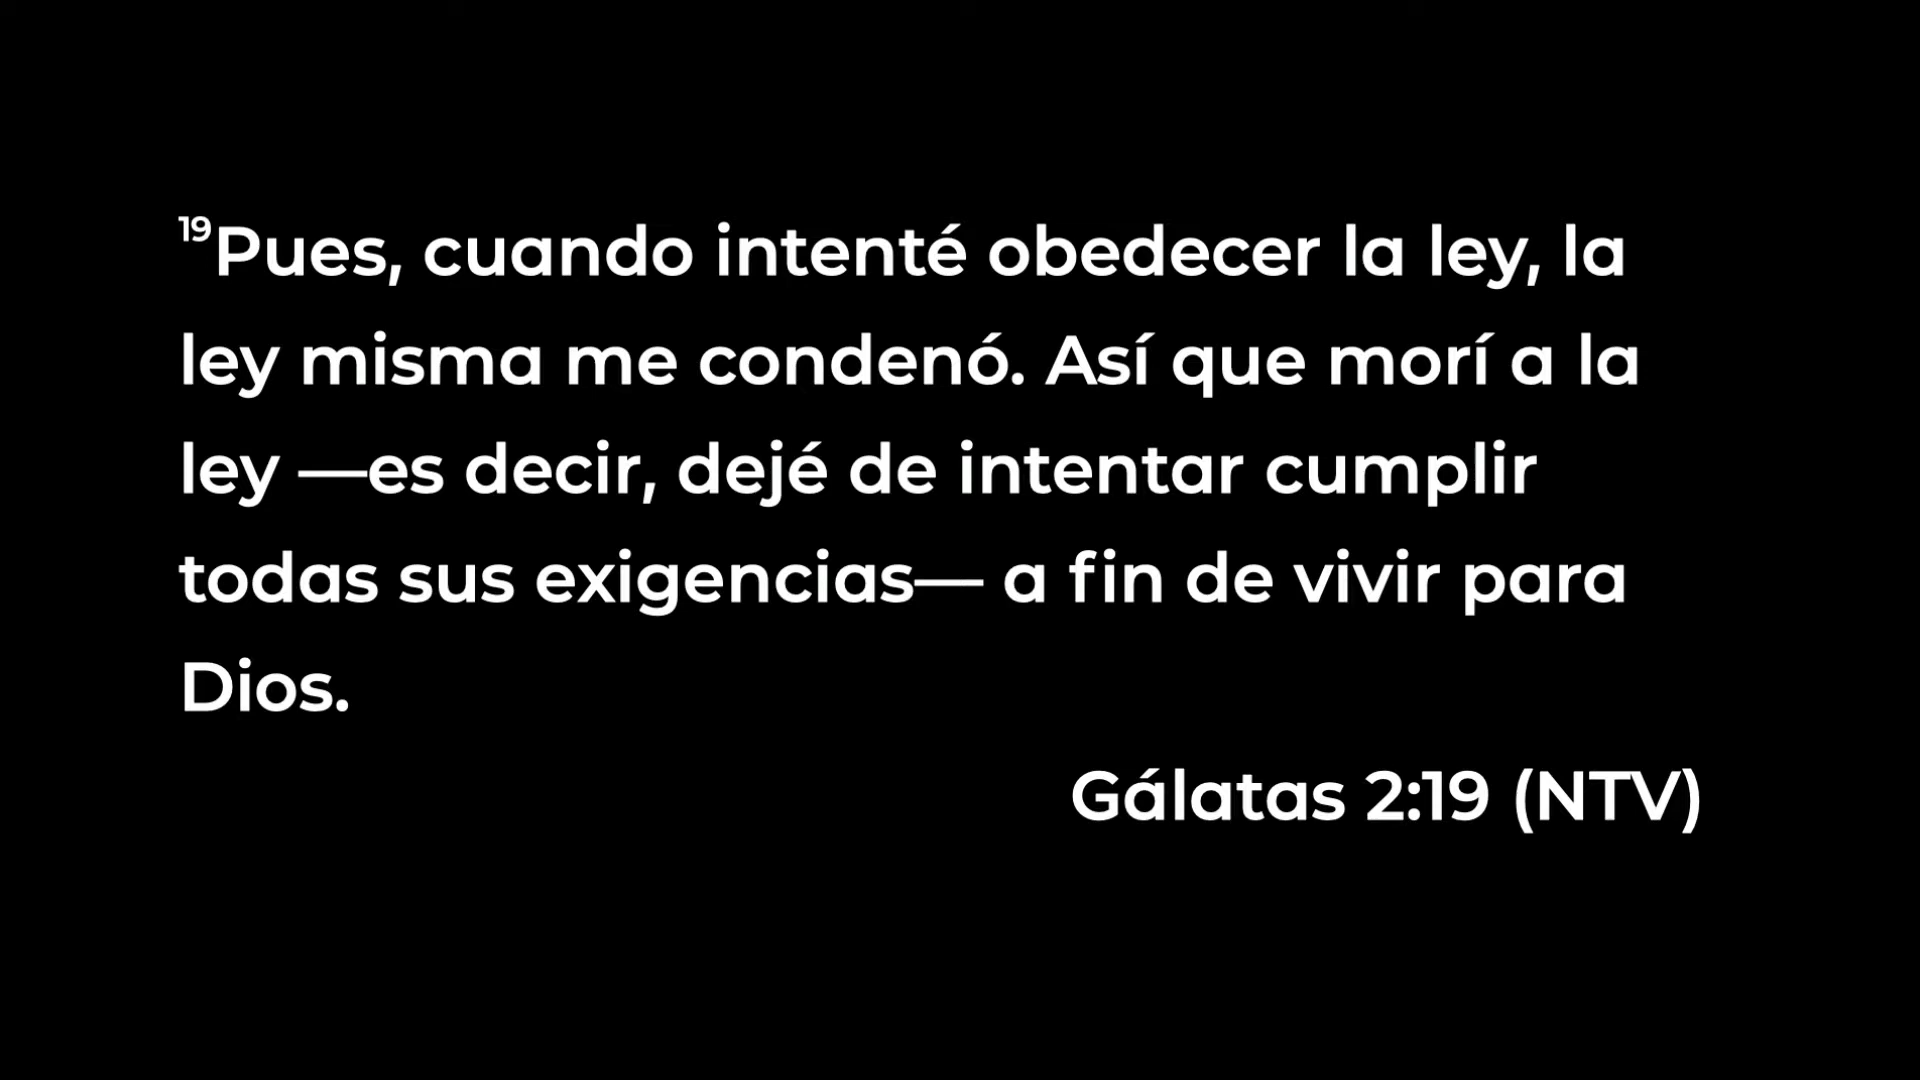 19Pues, cuando intenté obedecer la ley, la
ley misma me condenó. Así que morí a la
ley —es decir, dejé de intentar cumplir
todas sus exigencias— a fin de vivir para
Dios.
Gálatas 2:19 (NTV)